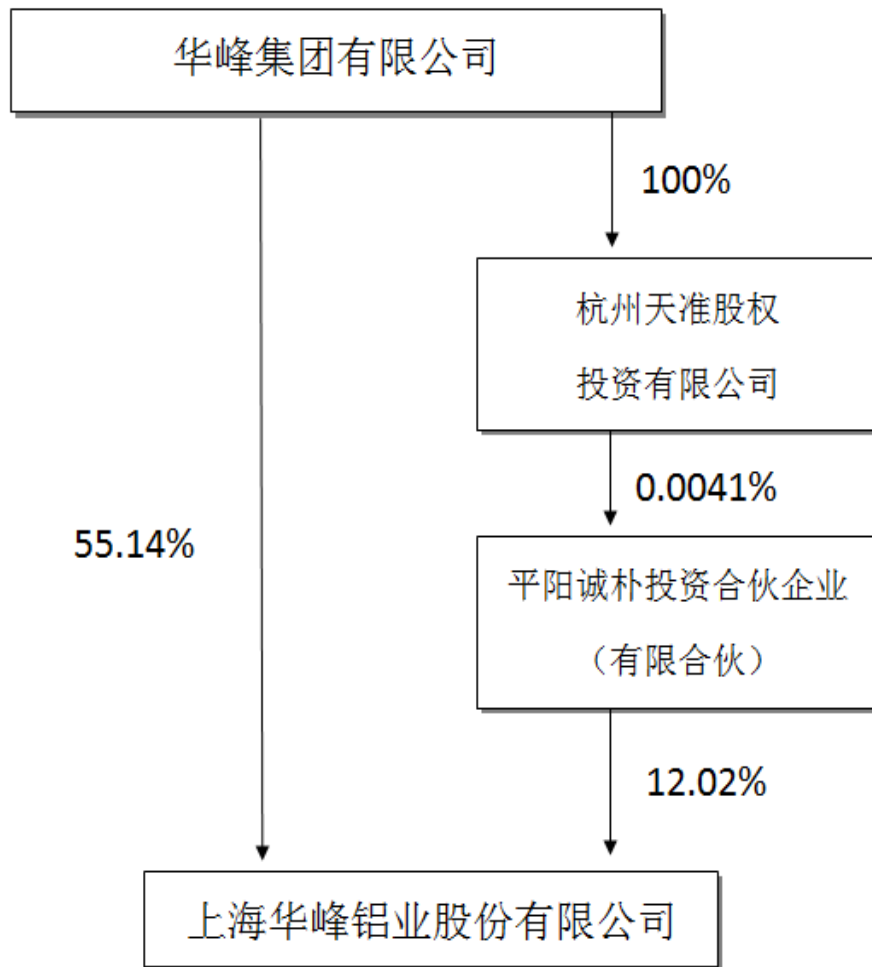 华峰集团有限公司
100%
杭州天准股权
投资有限公司
0.0041%
55.14%
平阳诚朴投资合伙企业
（有限合伙）
12.02%
上海华峰铝业股份有限公司